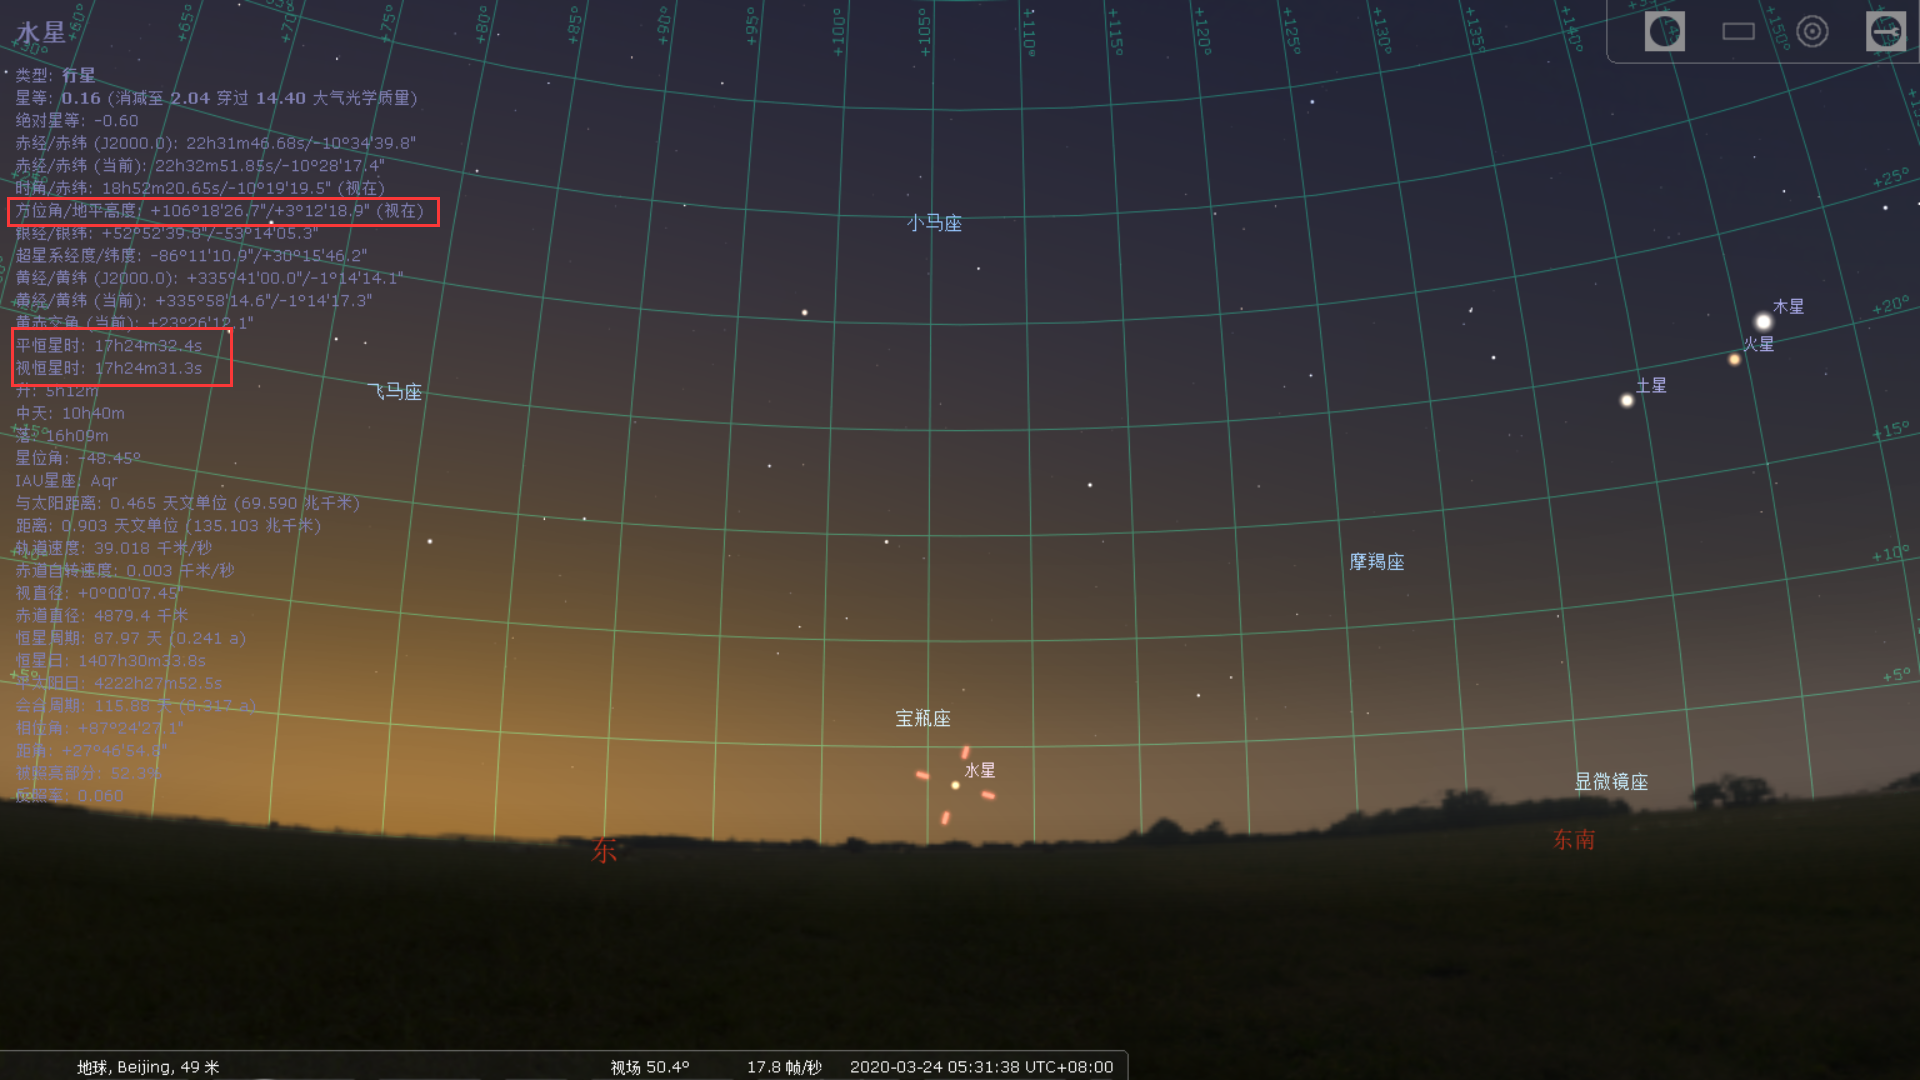 水星
类型: 行星
星等: 0.16 (消减至 2.04 穿过 14.40 大气光学质量)
绝对星等: -0.60
赤经/赤纬 (J2000.0): 22h31m46.68s/-10°34'39.8"
赤经/赤纬 (当前): 22h32m51.85s/-10°28'17.4"
时角/赤纬: 18h52m20.65s/-10°19'19.5" (视在)
方位角/地平高度: +106°18'26.7"/+3°12'18.9" (视在)
银经/银纬: +52°52'39.8"/-53°14'05.3"
超星系经度/纬度: -86°11'10.9"/+30°15'46.2"
黄经/黄纬 (J2000.0): +335°41'00.0"/-1°14'14.1"
黄经/黄纬 (当前): +335°58'14.6"/-1°14'17.3"
黄赤交角 (当前): +23°26'12.1"
平恒星时: 17h24m32.4s
视恒星时: 17h24m31.3s
升: 5h12m
中天: 10h40m
落: 16h09m
星位角: -48.45°
IAU星座: Aqr
与太阳距离: 0.465 天文单位 (69.590 兆千米)
距离: 0.903 天文单位 (135.103 兆千米)
轨道速度: 39.018 千米/秒
赤道自转速度: 0.003 千米/秒
视直径: +0°00'07.45"
赤道直径: 4879.4 千米
恒星周期: 87.97 天 (0.241 a)
恒星日: 1407h30m33.8s
平太阳日: 4222h27m52.5s
会合周期: 115.88 天 (0.317 a)
相位角: +87°24'27.1"
距角: +27°46'54.8"
被照亮部分: 52.3%
反照率: 0.060
+60°
+65°
+70°
+75°
+80°
+85°
+90°
+95°
+100°
+105°
+110°
+115°
+120°
+125°
+130°
+135°
+140°
+150°
+25°
+20°
+15°
+10°
+5°
+30°
+15°
+10°
+5°
0°
小马座
飞马座
木星
火星
土星
摩羯座
宝瓶座
水星
显微镜座
东
东南
地球, Beijing, 49 米
视场 50.4°
17.8 帧/秒
2020-03-24 05:31:38 UTC+08:00